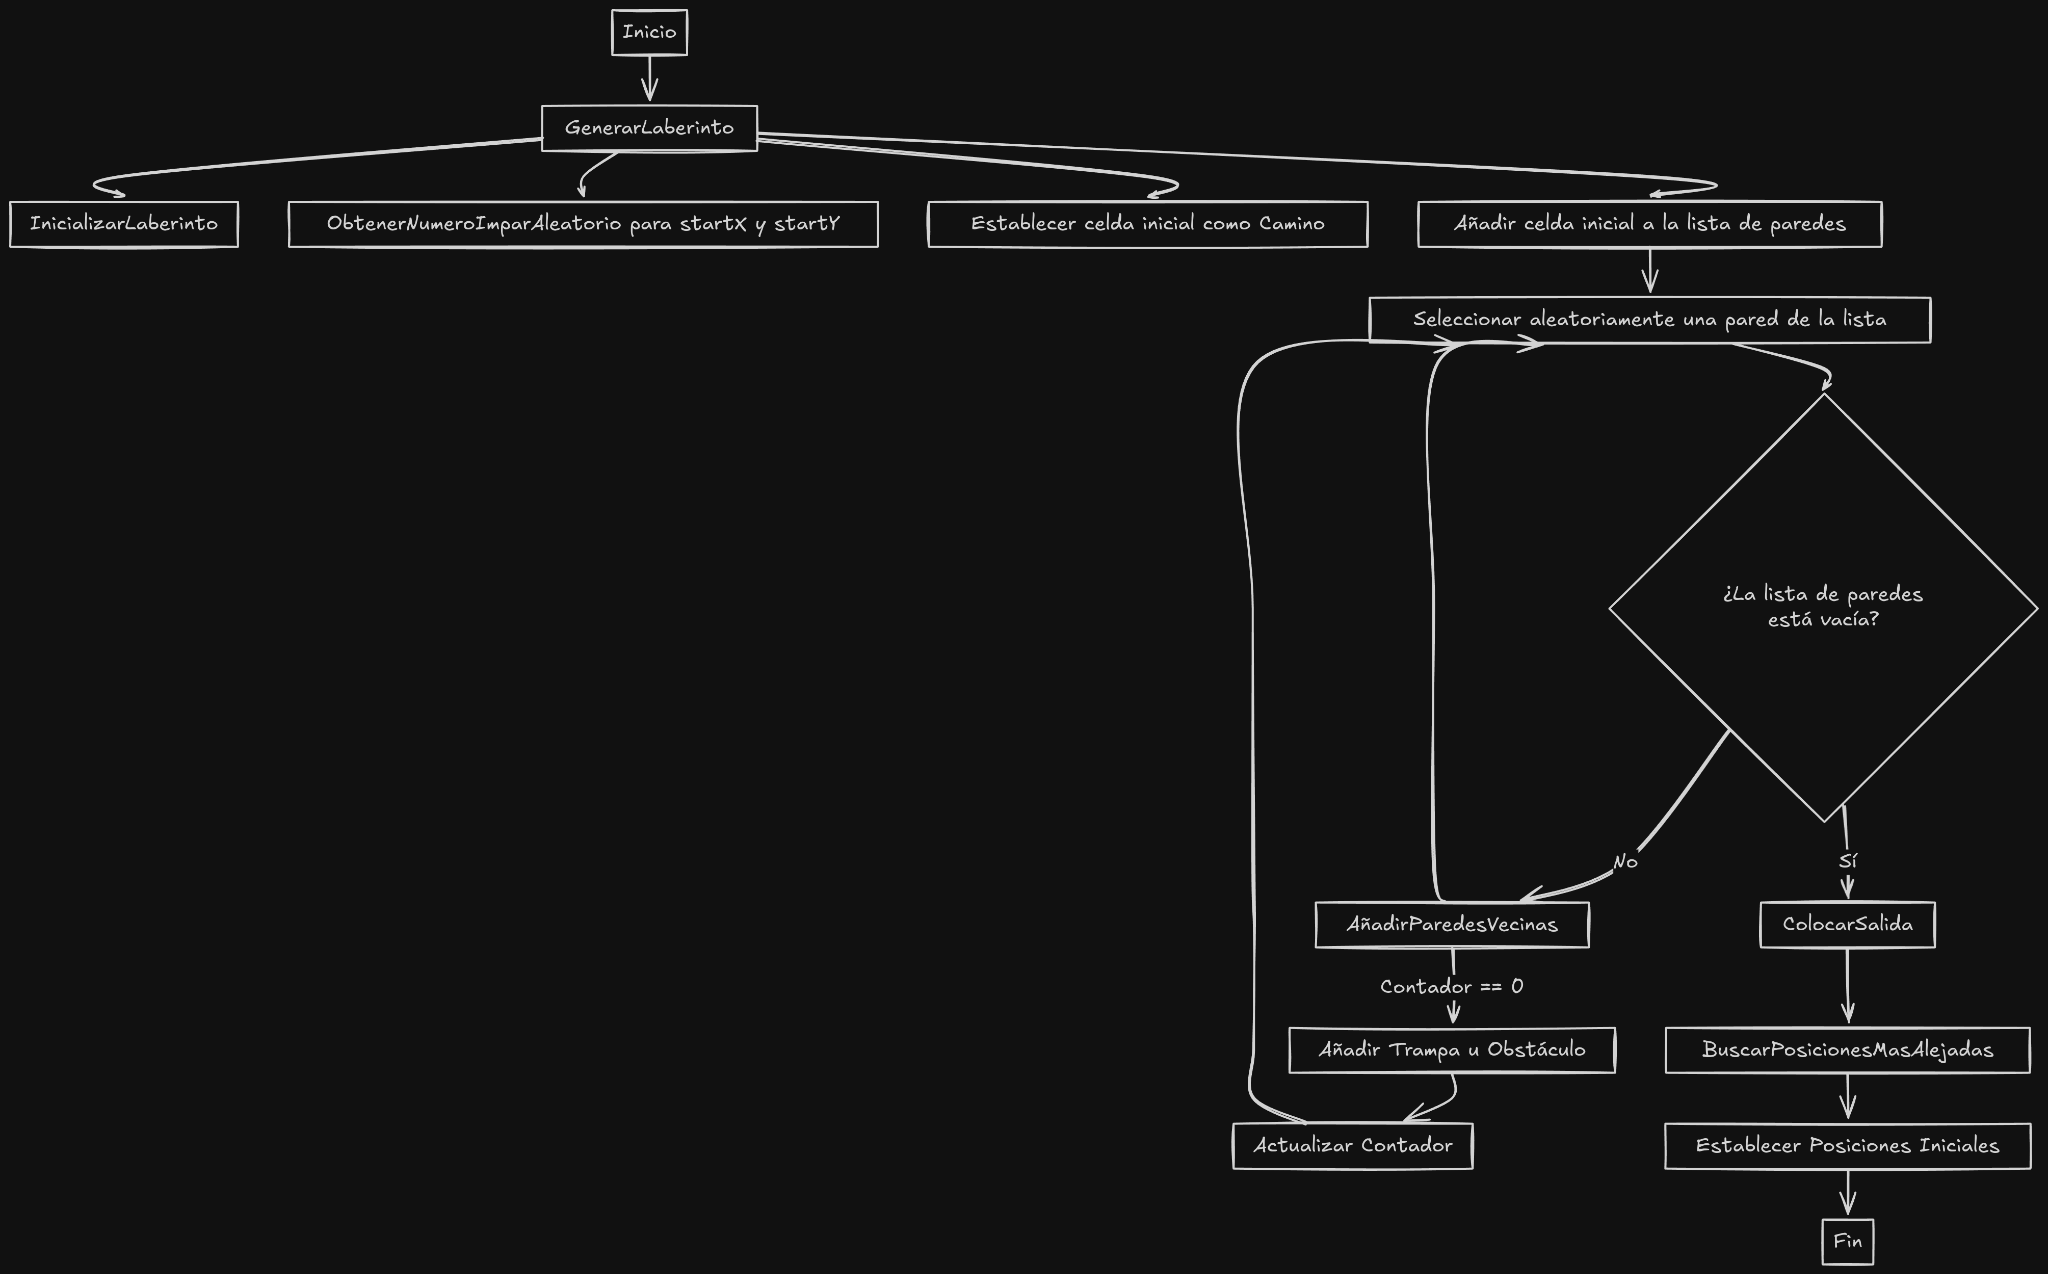 Inicio
GenerarLaberinto
InicializarLaberinto
ObtenerNumeroImparAleatorio para startX y startY
Establecer celda inicial como Camino
Añadir celda inicial a la lista de paredes
Seleccionar aleatoriamente una pared de la lista
¿La lista de paredes
está vacía?
No
Sí
AñadirParedesVecinas
ColocarSalida
Contador == 0
Añadir Trampa u Obstáculo
BuscarPosicionesMasAlejadas
Actualizar Contador
Establecer Posiciones Iniciales
Fin